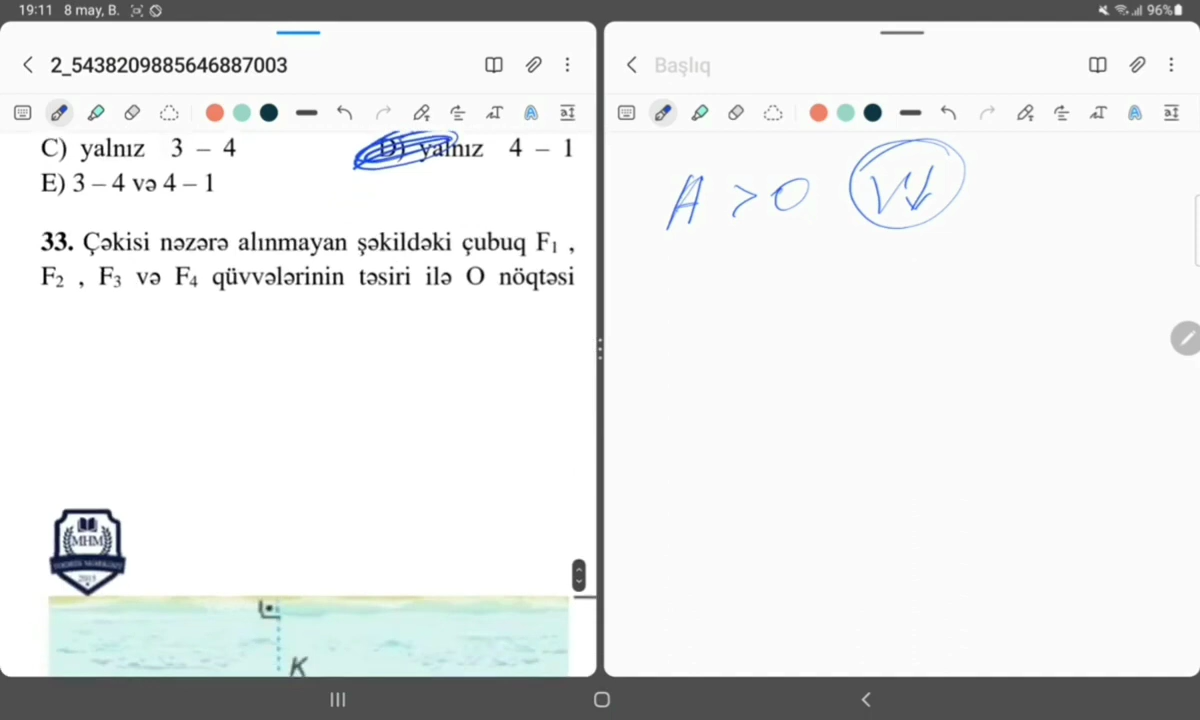 19:11 8 may, B. 96%
2_5438209885646887003
Başlıq
C) yalnız 3 – 4 D) yalnız 4 – 1
E) 3 – 4 və 4 – 1
33. Çəkisi nəzərə alınmayan şəkildəki çubuq F₁ ,
F₂ , F₃ və F₄ qüvvələrinin təsiri ilə O nöqtəsi
MHM
2015
K
A > 0 V↓